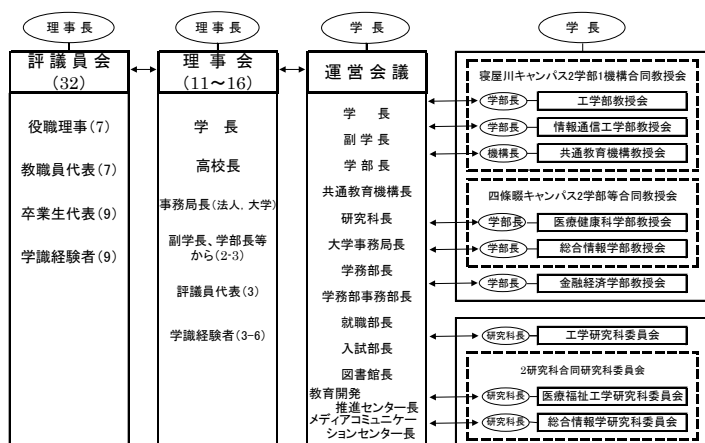 理事長
評議員会
(32)
役職理事(7)
教職員代表(7)
卒業生代表(9)
学識経験者(9)
理事長
理事会
(11～16)
学　長
高校長
事務局長(法人, 大学)
副学長、学部長等
から(2-3)
評議員代表(3)
学識経験者(3-6)
学 長
運営会議
学　長
副学長
学部長
共通教育機構長
研究科長
大学事務局長
学務部長
学務部事務部長
就職部長
入試部長
図書館長
教育開発
推進センター長
メディアコミュニケー
ションセンター長
学 長
寝屋川キャンパス2学部1機構合同教授会
学部長 工学部教授会
学部長 情報通信工学部教授会
機構長 共通教育機構教授会
四條畷キャンパス2学部等合同教授会
学部長 医療健康科学部教授会
学部長 総合情報学部教授会
学部長 金融経済学部教授会
研究科長 工学研究科委員会
2研究科合同研究科委員会
研究科長 医療福祉工学研究科委員会
研究科長 総合情報学研究科委員会